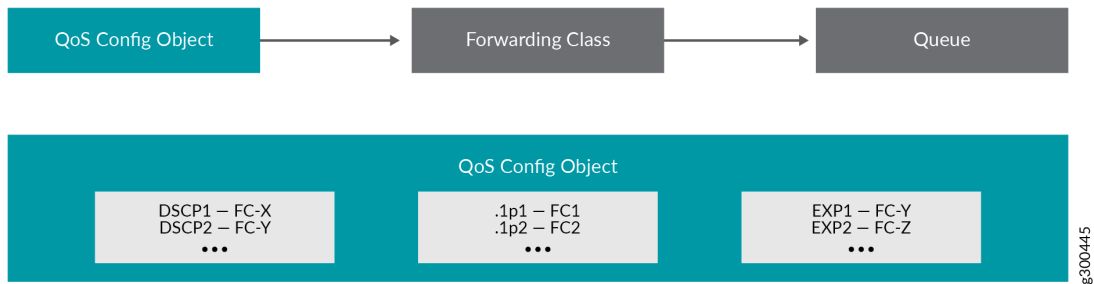 QoS Config Object
Forwarding Class
Queue
QoS Config Object
DSCP1 – FC-X
DSCP2 – FC-Y
•••
.1p1 – FC1
.1p2 – FC2
•••
EXP1 – FC-Y
EXP2 – FC-Z
•••
g300445